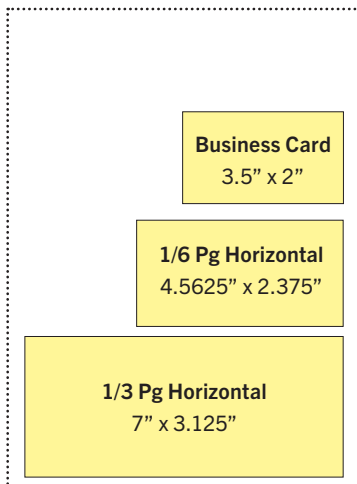 Business Card
3.5” x 2”
1/6 Pg Horizontal
4.5625” x 2.375”
1/3 Pg Horizontal
7” x 3.125”